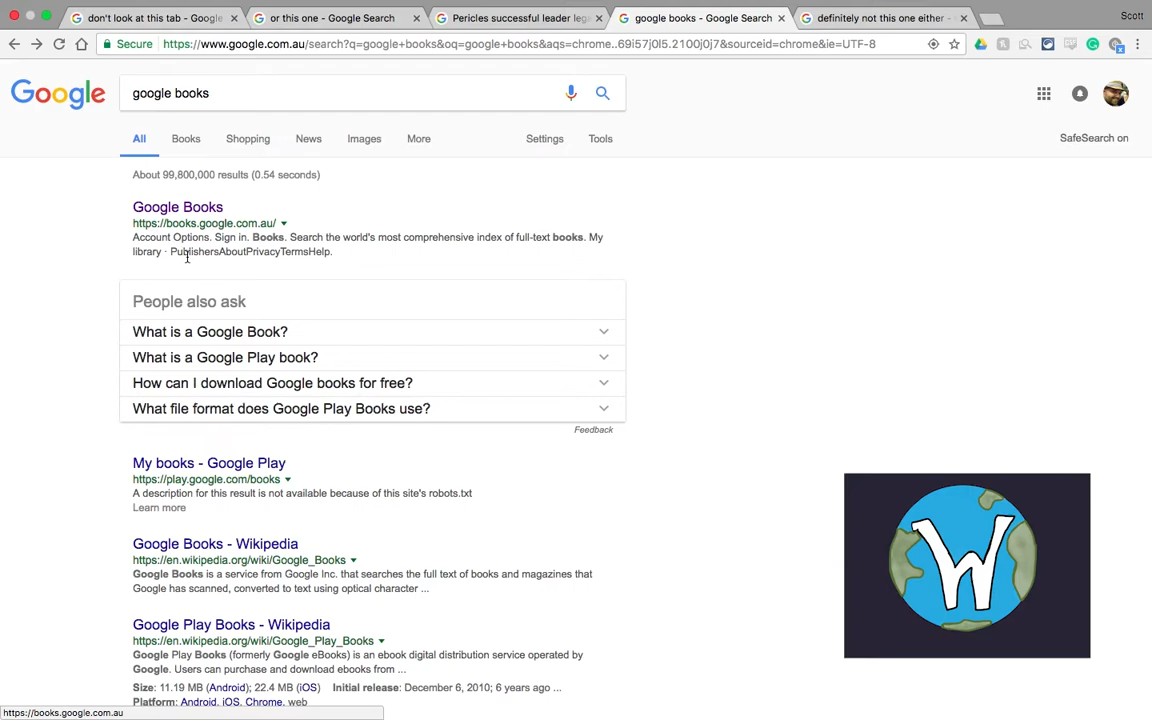 don't look at this tab - Google
or this one - Google Search
Pericles successful leader lega
google books - Google Search
definitely not this one either -
Scott
Secure
https://www.google.com.au/search?q=google+books&oq=google+books&aqs=chrome..69i57j0l5.2100j0j7&sourceid=chrome&ie=UTF-8
Google
google books
All
Books
Shopping
News
Images
More
Settings
Tools
SafeSearch on
About 99,800,000 results (0.54 seconds)
Google Books
https://books.google.com.au/
Account Options. Sign in. Books. Search the world's most comprehensive index of full-text books. My
library · PublishersAboutPrivacyTermsHelp.
People also ask
What is a Google Book?
What is a Google Play book?
How can I download Google books for free?
What file format does Google Play Books use?
Feedback
My books - Google Play
https://play.google.com/books
A description for this result is not available because of this site's robots.txt
Learn more
Google Books - Wikipedia
https://en.wikipedia.org/wiki/Google_Books
Google Books is a service from Google Inc. that searches the full text of books and magazines that
Google has scanned, converted to text using optical character ...
Google Play Books - Wikipedia
https://en.wikipedia.org/wiki/Google_Play_Books
Google Play Books (formerly Google eBooks) is an ebook digital distribution service operated by
Google. Users can purchase and download ebooks from ...
Size: 11.19 MB (Android); 22.4 MB (iOS) Initial release: December 6, 2010; 6 years ago ...
Platform: Android, iOS, Chrome, web
W
https://books.google.com.au